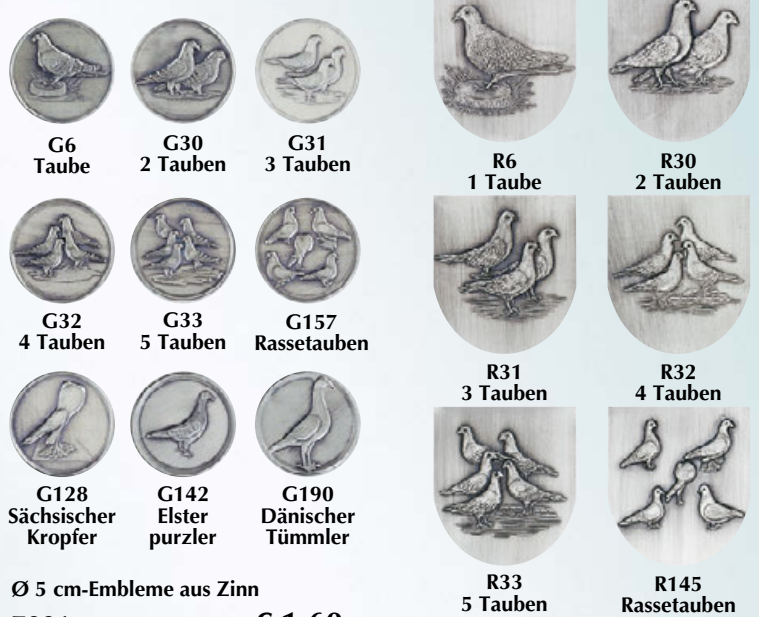 G6
Taube
G30
2 Tauben
G31
3 Tauben
G32
4 Tauben
G33
5 Tauben
G157
Rassetauben
G128
Sächsischer
Kropfer
G142
Elster
purzler
G190
Dänischer
Tümmler
Ø 5 cm-Embleme aus Zinn
R6
1 Taube
R30
2 Tauben
R31
3 Tauben
R32
4 Tauben
R33
5 Tauben
R145
Rassetauben